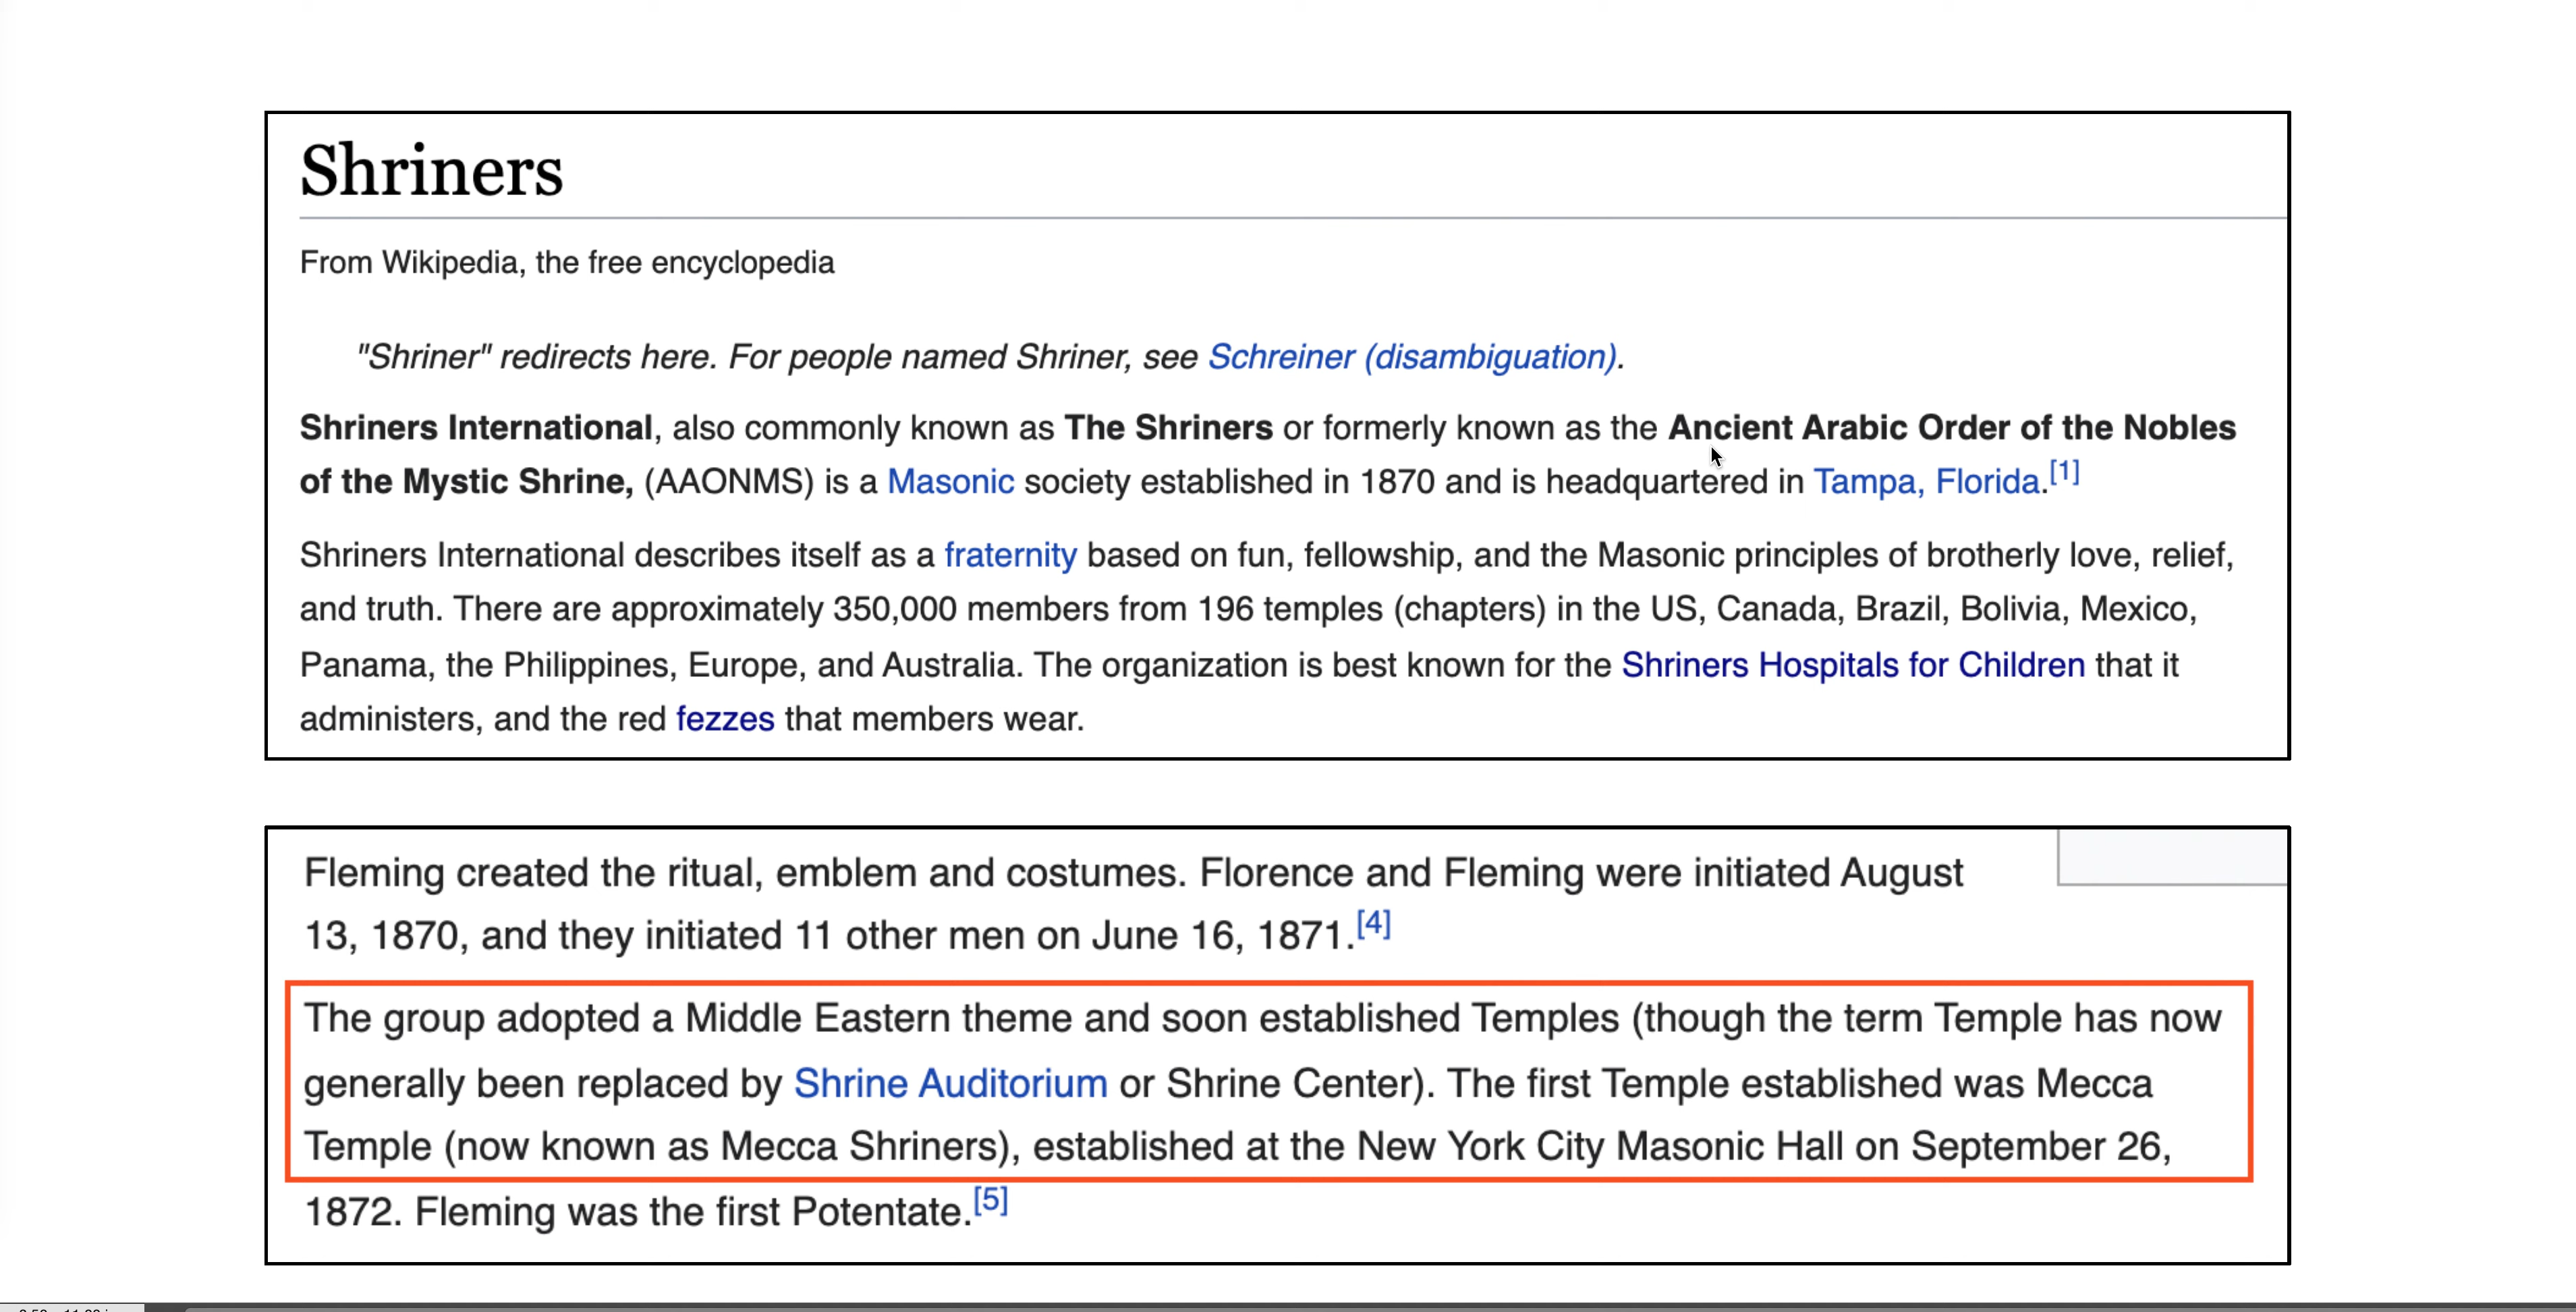 Shriners
From Wikipedia, the free encyclopedia
"Shriner" redirects here. For people named Shriner, see Schreiner (disambiguation).
Shriners International, also commonly known as The Shriners or formerly known as the Ancient Arabic Order of the Nobles
of the Mystic Shrine, (AAONMS) is a Masonic society established in 1870 and is headquartered in Tampa, Florida.[1]
Shriners International describes itself as a fraternity based on fun, fellowship, and the Masonic principles of brotherly love, relief,
and truth. There are approximately 350,000 members from 196 temples (chapters) in the US, Canada, Brazil, Bolivia, Mexico,
Panama, the Philippines, Europe, and Australia. The organization is best known for the Shriners Hospitals for Children that it
administers, and the red fezzes that members wear.
Fleming created the ritual, emblem and costumes. Florence and Fleming were initiated August
13, 1870, and they initiated 11 other men on June 16, 1871.[4]
The group adopted a Middle Eastern theme and soon established Temples (though the term Temple has now
generally been replaced by Shrine Auditorium or Shrine Center). The first Temple established was Mecca
Temple (now known as Mecca Shriners), established at the New York City Masonic Hall on September 26,
1872. Fleming was the first Potentate.[5]